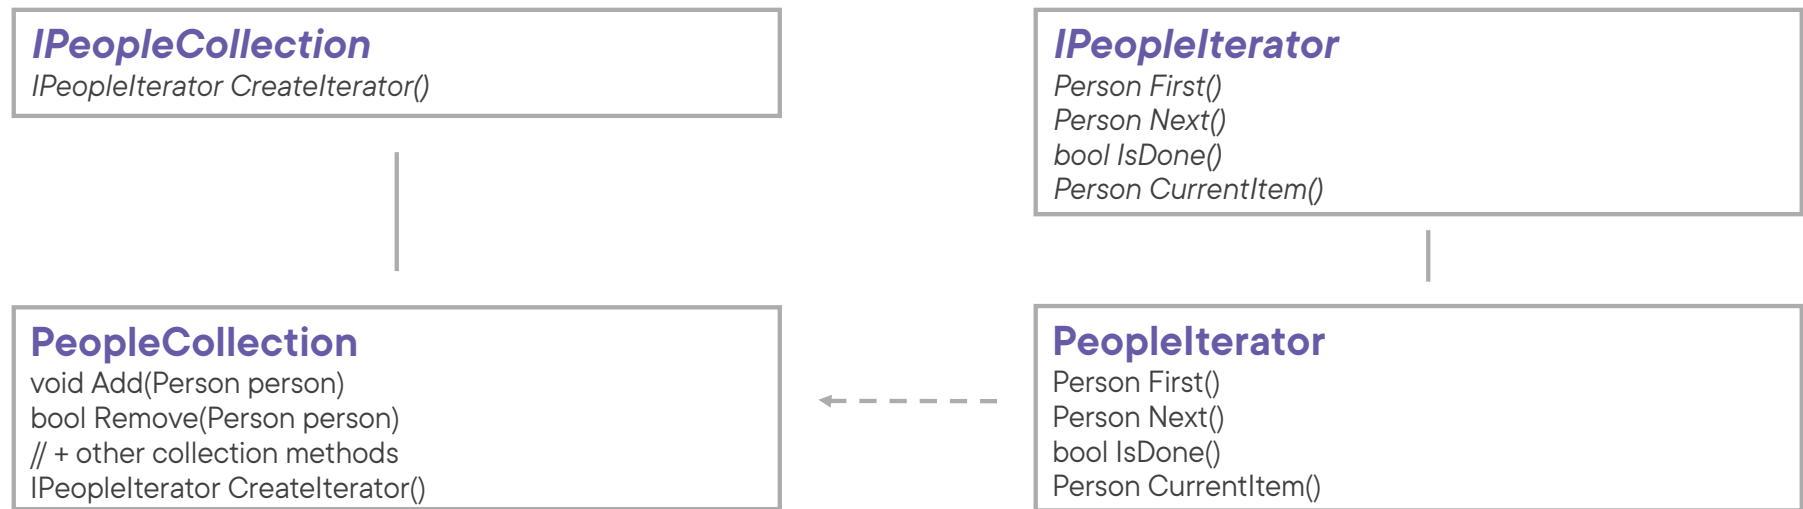 IPeopleCollection
IPeopleIterator CreateIterator()
IPeopleIterator
Person First()
Person Next()
bool IsDone()
Person CurrentItem()
PeopleCollection
void Add(Person person)
bool Remove(Person person)
// + other collection methods
IPeopleIterator CreateIterator()
PeopleIterator
Person First()
Person Next()
bool IsDone()
Person CurrentItem()